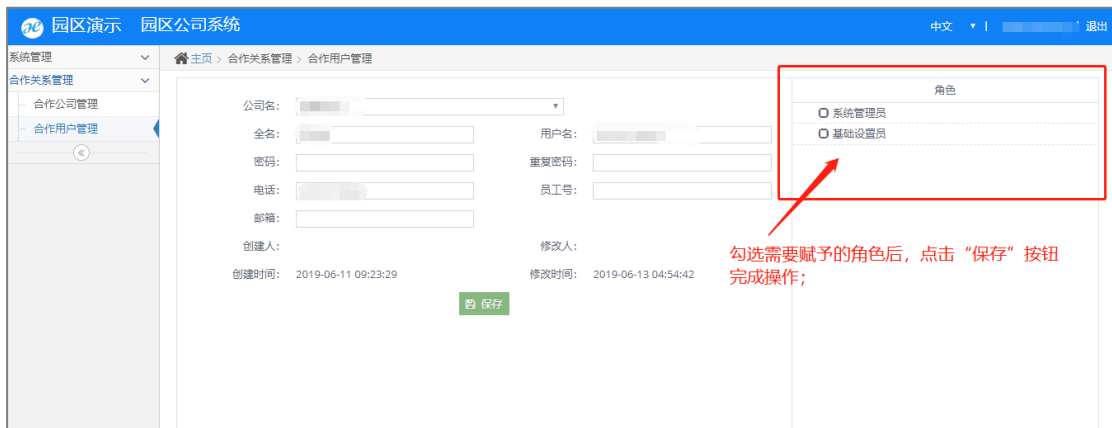 园区演示 园区公司系统
中文 ▾ | 退出
系统管理
主页 > 合作关系管理 > 合作用户管理
合作关系管理
合作公司管理
合作用户管理
角色
系统管理员
基础设置员
公司名:
全名: 用户名:
密码: 重复密码:
电话: 员工号:
邮箱:
创建人: 修改人:
创建时间: 2019-06-11 09:23:29 修改时间: 2019-06-13 04:54:42
保存
勾选需要赋予的角色后，点击“保存”按钮
完成操作；